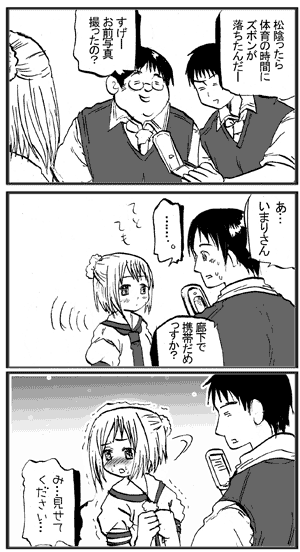 松陰ったら
体育の時間に
ズボンが
落ちたんだー
すげー
お前写真
撮ったの？
あ…
いまりさん
……。
てと
ても
廊下で
携帯だめ
っすか？
み…見せて
ください…